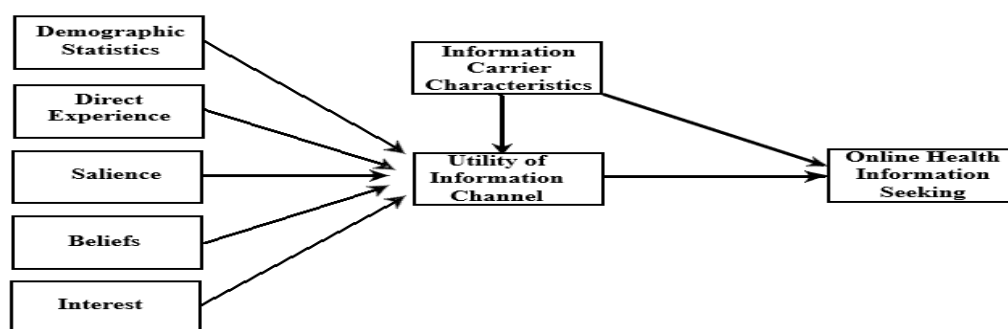 Demographic
Statistics
Direct
Experience
Salience
Beliefs
Interest
Information
Carrier
Characteristics
Utility of
Information
Channel
Online Health
Information
Seeking